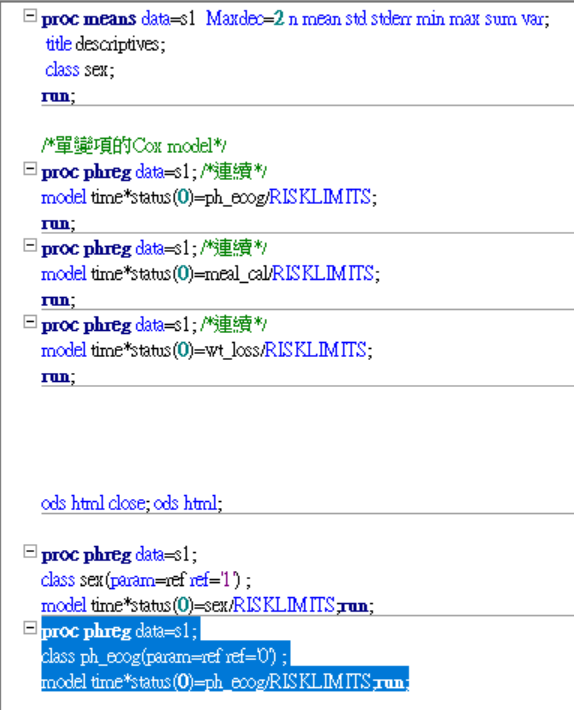 proc means data=s1 Maxdec=2 n mean std stderr min max sum var;
title descriptives;
class sex;
run;
/*單變項的Cox model*/
proc phreg data=s1; /*連續*/
model time*status(0)=ph_ecog/RISKLIMITS;
run;
proc phreg data=s1; /*連續*/
model time*status(0)=meal_cal/RISKLIMITS;
run;
proc phreg data=s1; /*連續*/
model time*status(0)=wt_loss/RISKLIMITS;
run;
ods html close; ods html;
proc phreg data=s1;
class sex(param=ref ref='1') ;
model time*status(0)=sex/RISKLIMITS;run;
proc phreg data=s1;
class ph_ecog(param=ref ref='0') ;
model time*status(0)=ph_ecog/RISKLIMITS;run;